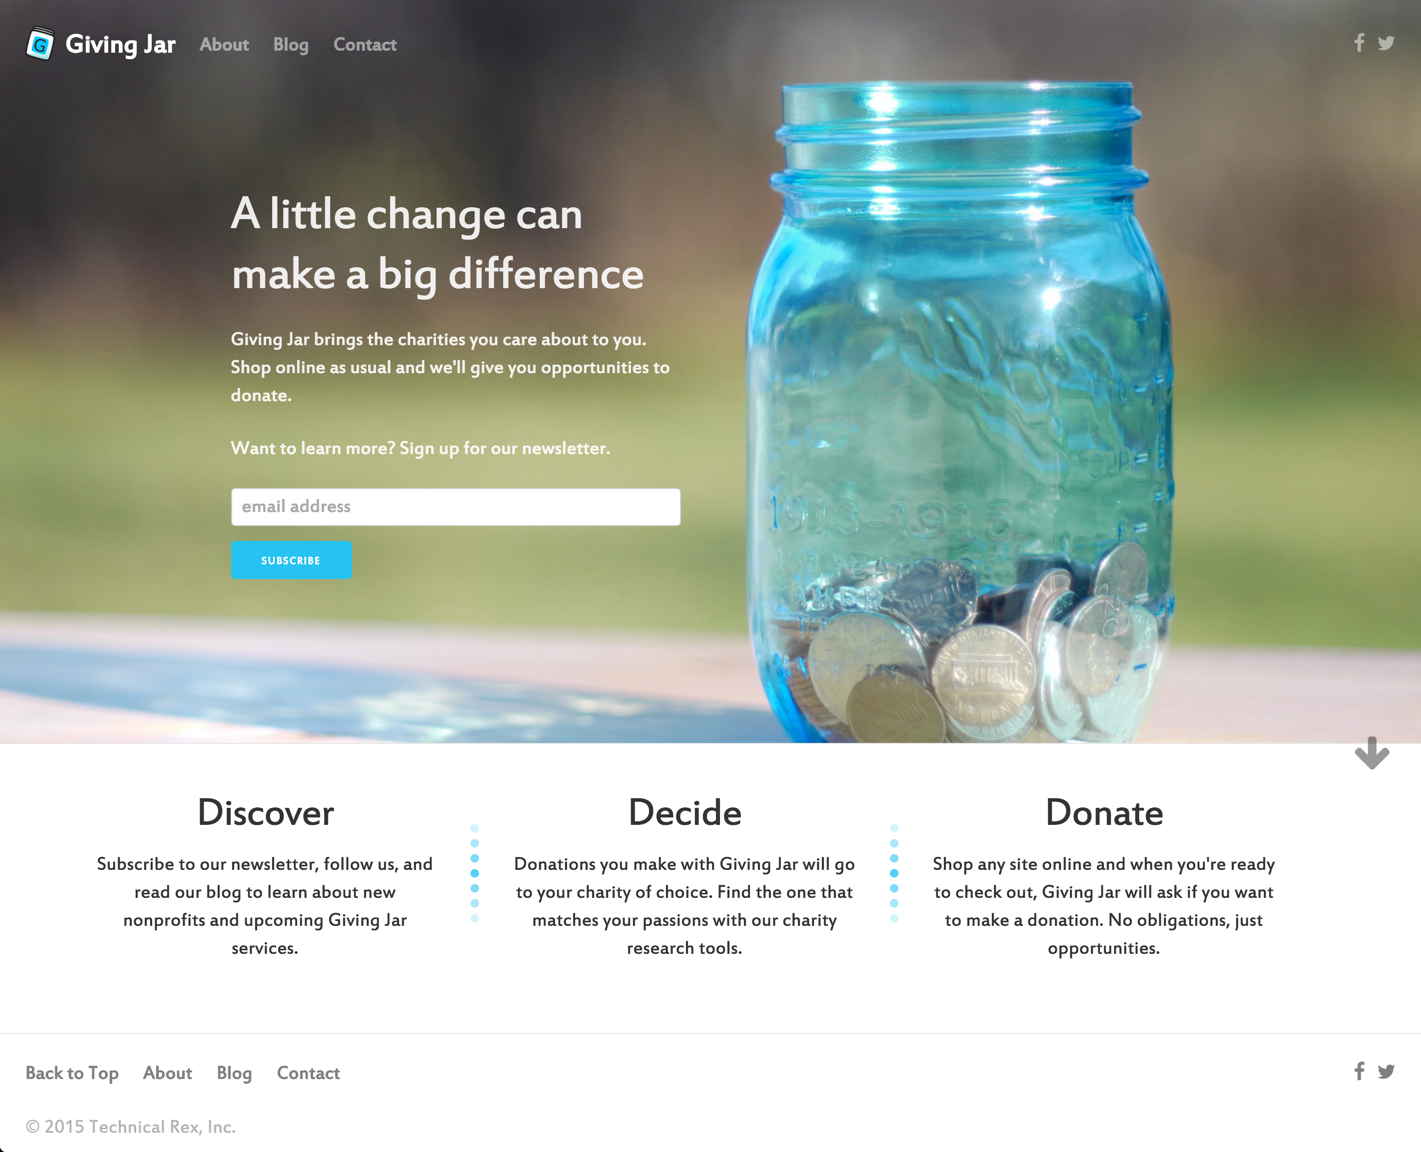 G Giving Jar About Blog Contact
A little change can
make a big difference
Giving Jar brings the charities you care about to you.
Shop online as usual and we'll give you opportunities to
donate.
Want to learn more? Sign up for our newsletter.
email address
SUBSCRIBE
1913-1915
Discover
Subscribe to our newsletter, follow us, and
read our blog to learn about new
nonprofits and upcoming Giving Jar
services.
Decide
Donations you make with Giving Jar will go
to your charity of choice. Find the one that
matches your passions with our charity
research tools.
Donate
Shop any site online and when you're ready
to check out, Giving Jar will ask if you want
to make a donation. No obligations, just
opportunities.
Back to Top About Blog Contact
© 2015 Technical Rex, Inc.